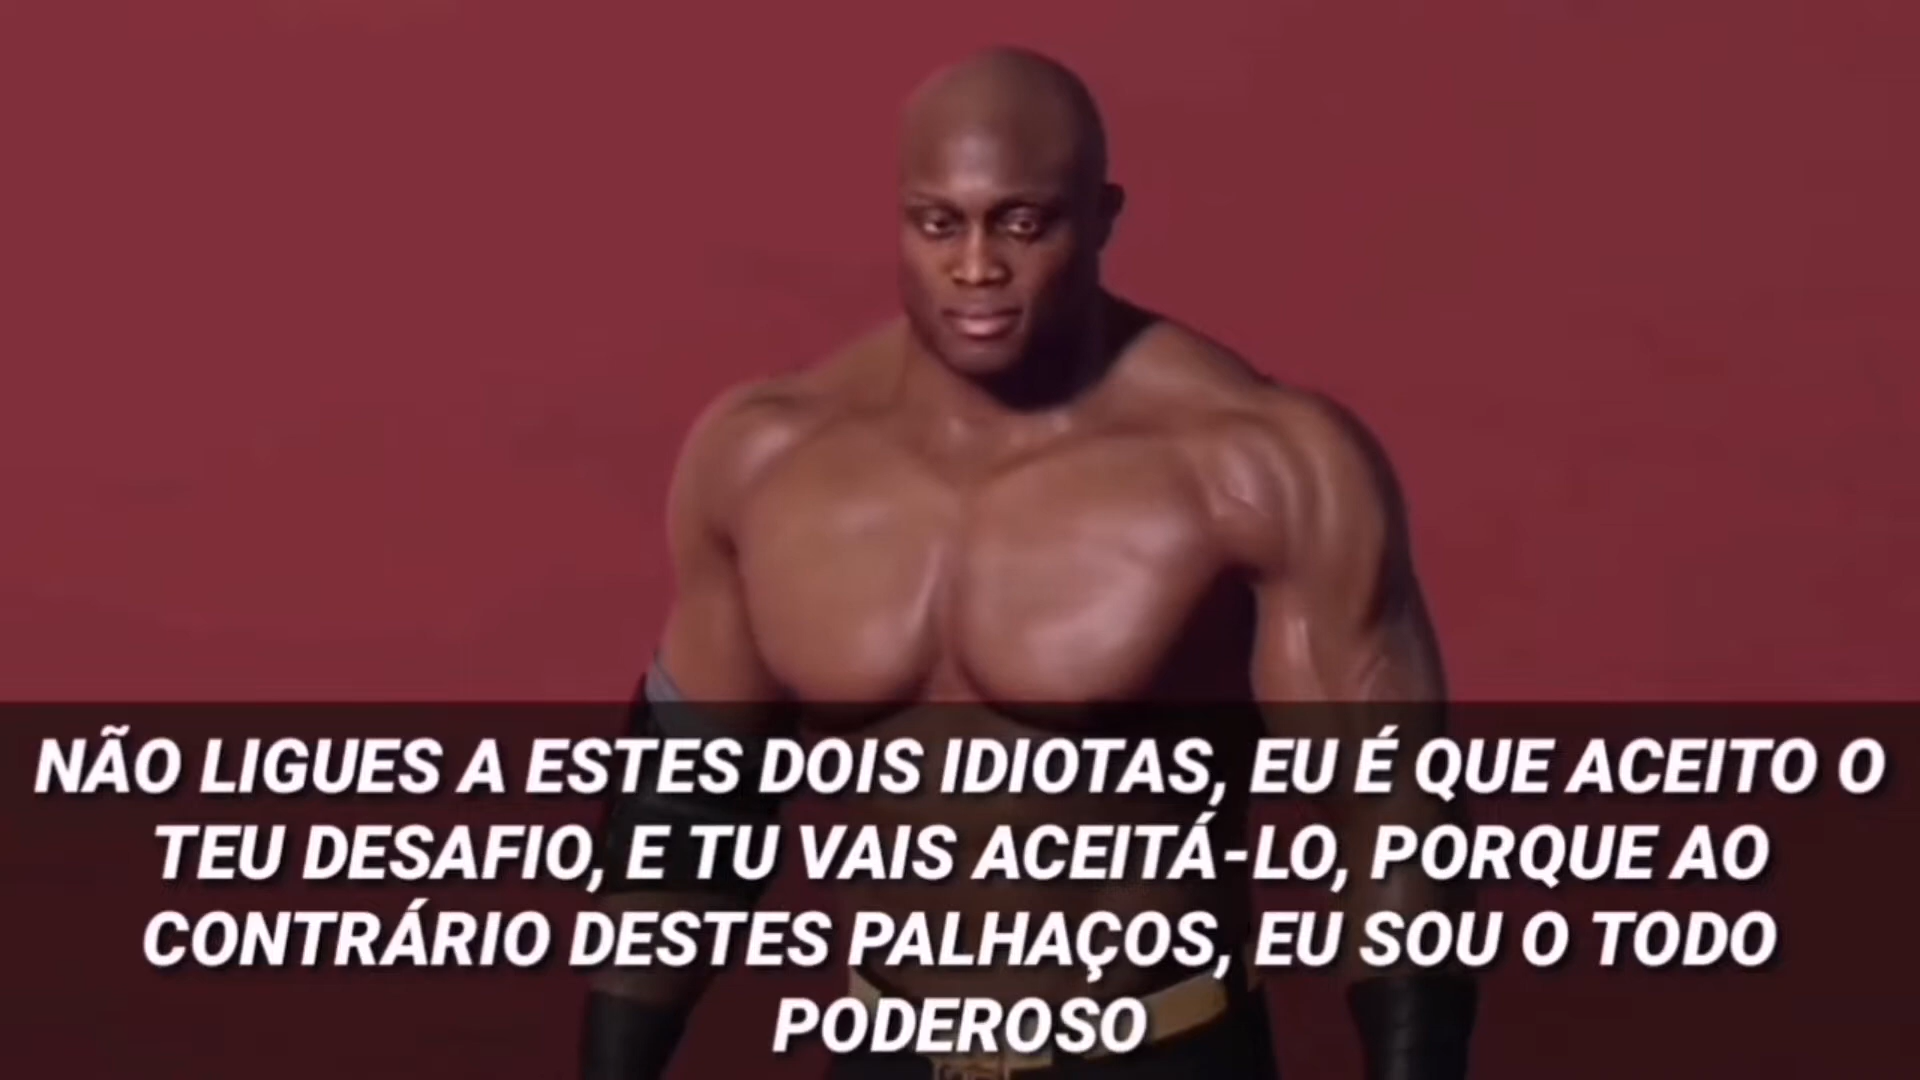 NÃO LIGUES A ESTES DOIS IDIOTAS, EU É QUE ACEITO O
TEU DESAFIO, E TU VAIS ACEITÁ-LO, PORQUE AO
CONTRÁRIO DESTES PALHAÇOS, EU SOU O TODO
PODEROSO